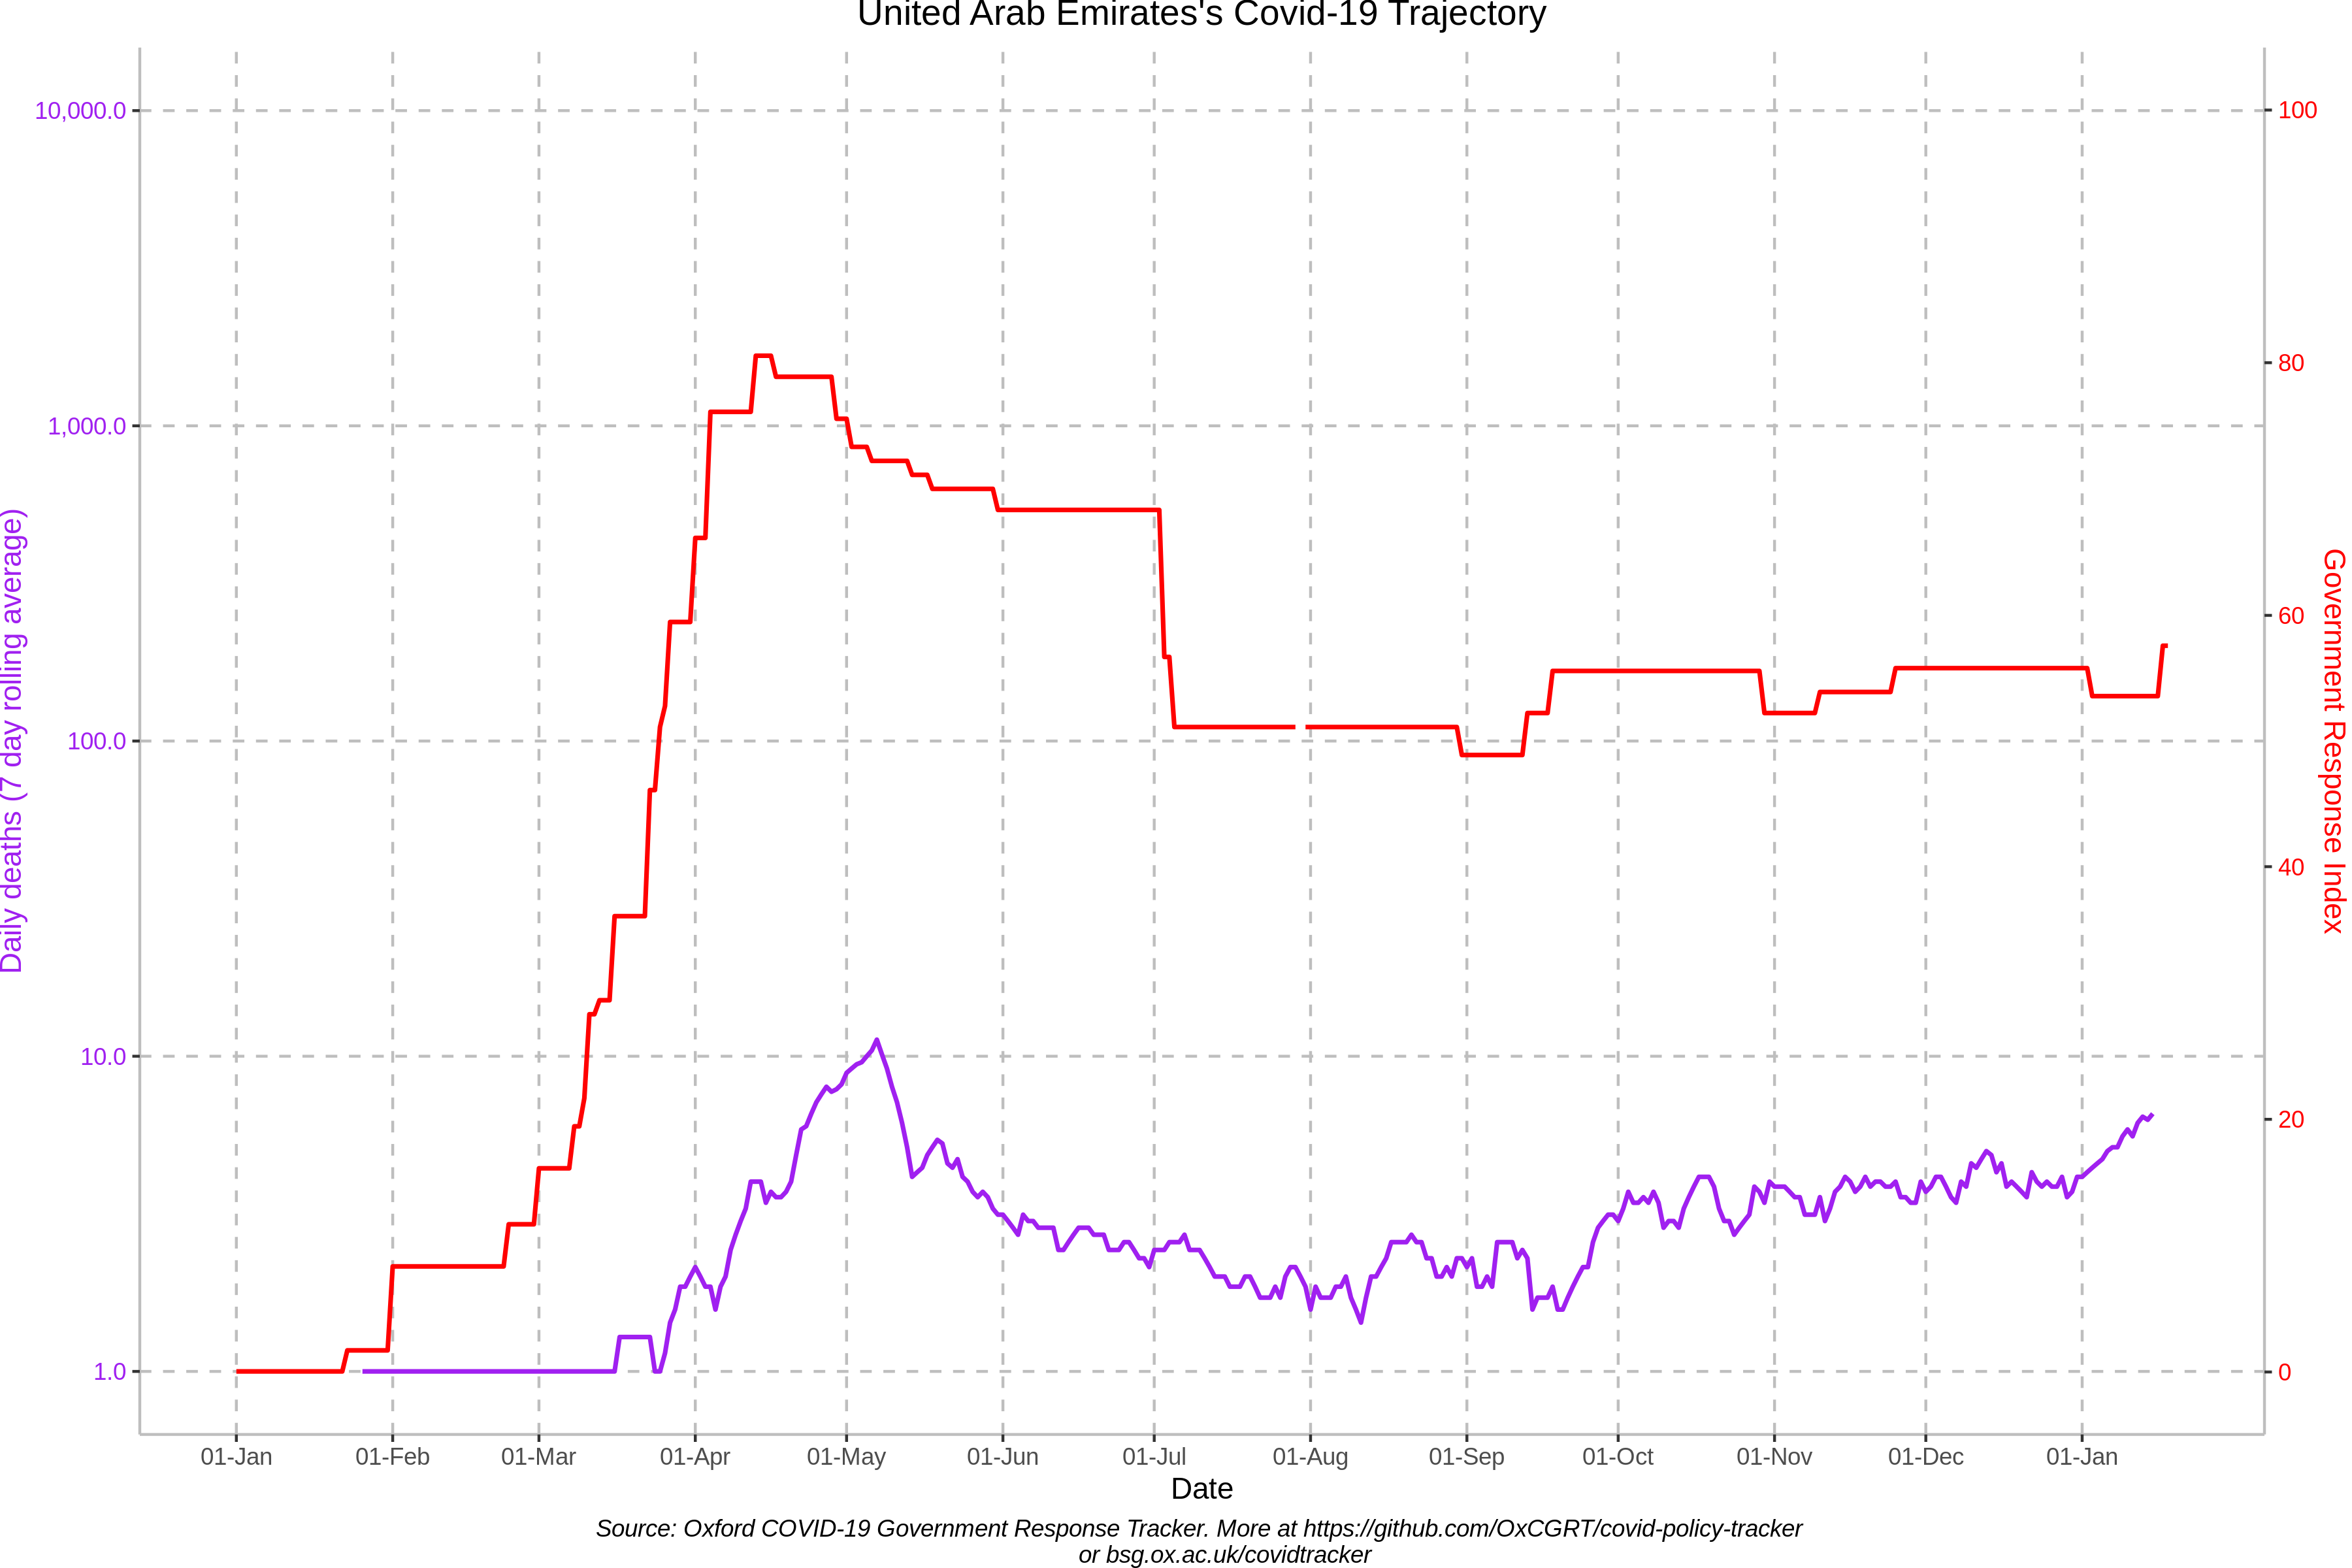 United Arab Emirates's Covid-19 Trajectory
10,000.0
1,000.0
100.0
10.0
1.0
Daily deaths (7 day rolling average)
100
80
60
40
20
0
Government Response Index
01-Jan 01-Feb 01-Mar 01-Apr 01-May 01-Jun 01-Jul 01-Aug 01-Sep 01-Oct 01-Nov 01-Dec 01-Jan
Date
Source: Oxford COVID-19 Government Response Tracker. More at https://github.com/OxCGRT/covid-policy-tracker
or bsg.ox.ac.uk/covidtracker